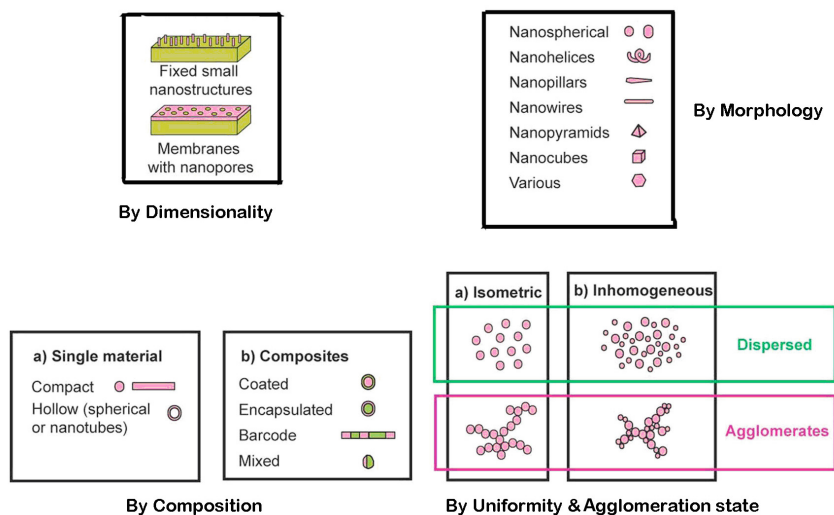 Fixed small
nanostructures
Membranes
with nanopores
By Dimensionality
Nanospherical
Nanohelices
Nanopillars
Nanowires
Nanopyramids
Nanocubes
Various
By Morphology
a) Single material
Compact
Hollow (spherical
or nanotubes)
b) Composites
Coated
Encapsulated
Barcode
Mixed
By Composition
a) Isometric
b) Inhomogeneous
Dispersed
Agglomerates
By Uniformity & Agglomeration state